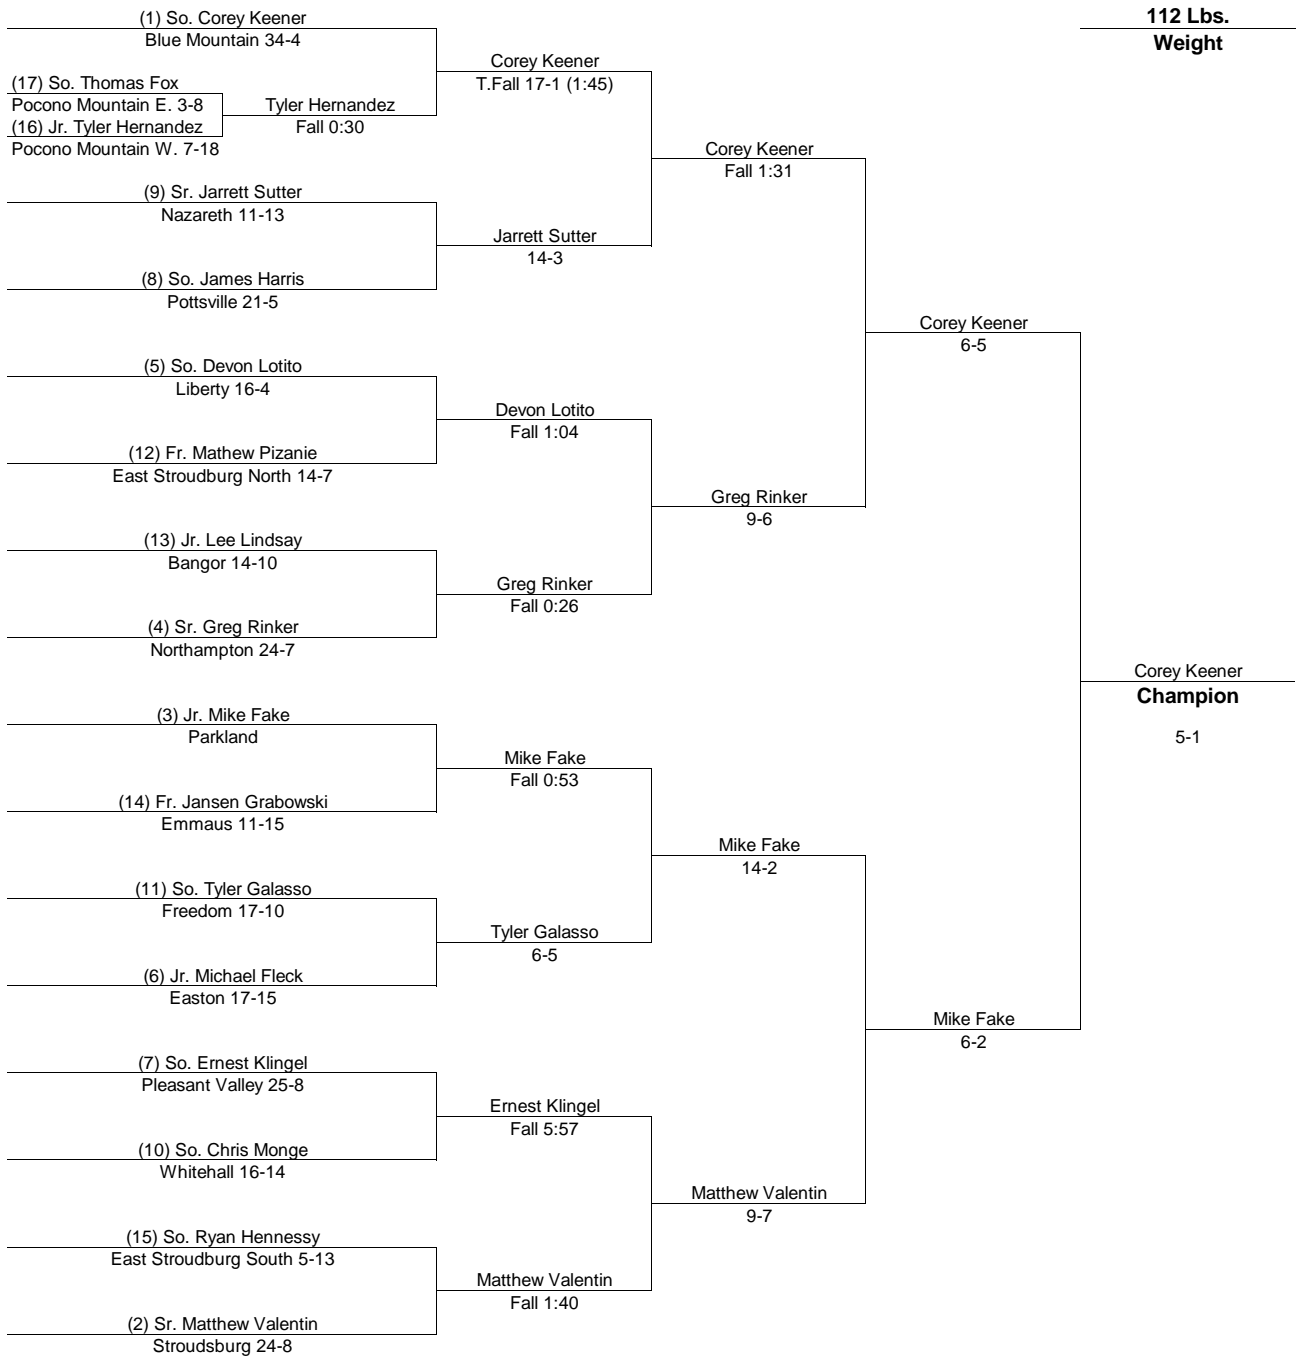 (1) So. Corey Keener
Blue Mountain 34-4
(17) So. Thomas Fox
Pocono Mountain E. 3-8
(16) Jr. Tyler Hernandez
Pocono Mountain W. 7-18
(9) Sr. Jarrett Sutter
Nazareth 11-13
(8) So. James Harris
Pottsville 21-5
(5) So. Devon Lotito
Liberty 16-4
(12) Fr. Mathew Pizanie
East Stroudburg North 14-7
(13) Jr. Lee Lindsay
Bangor 14-10
(4) Sr. Greg Rinker
Northampton 24-7
(3) Jr. Mike Fake
Parkland
(14) Fr. Jansen Grabowski
Emmaus 11-15
(11) So. Tyler Galasso
Freedom 17-10
(6) Jr. Michael Fleck
Easton 17-15
(7) So. Ernest Klingel
Pleasant Valley 25-8
(10) So. Chris Monge
Whitehall 16-14
(15) So. Ryan Hennessy
East Stroudburg South 5-13
(2) Sr. Matthew Valentin
Stroudsburg 24-8
Tyler Hernandez
Fall 0:30
Corey Keener
T.Fall 17-1 (1:45)
Jarrett Sutter
14-3
Devon Lotito
Fall 1:04
Greg Rinker
Fall 0:26
Mike Fake
Fall 0:53
Tyler Galasso
6-5
Ernest Klingel
Fall 5:57
Matthew Valentin
Fall 1:40
Corey Keener
Fall 1:31
Greg Rinker
9-6
Mike Fake
14-2
Matthew Valentin
9-7
Corey Keener
6-5
Mike Fake
6-2
112 Lbs.
Weight
Corey Keener
Champion
5-1